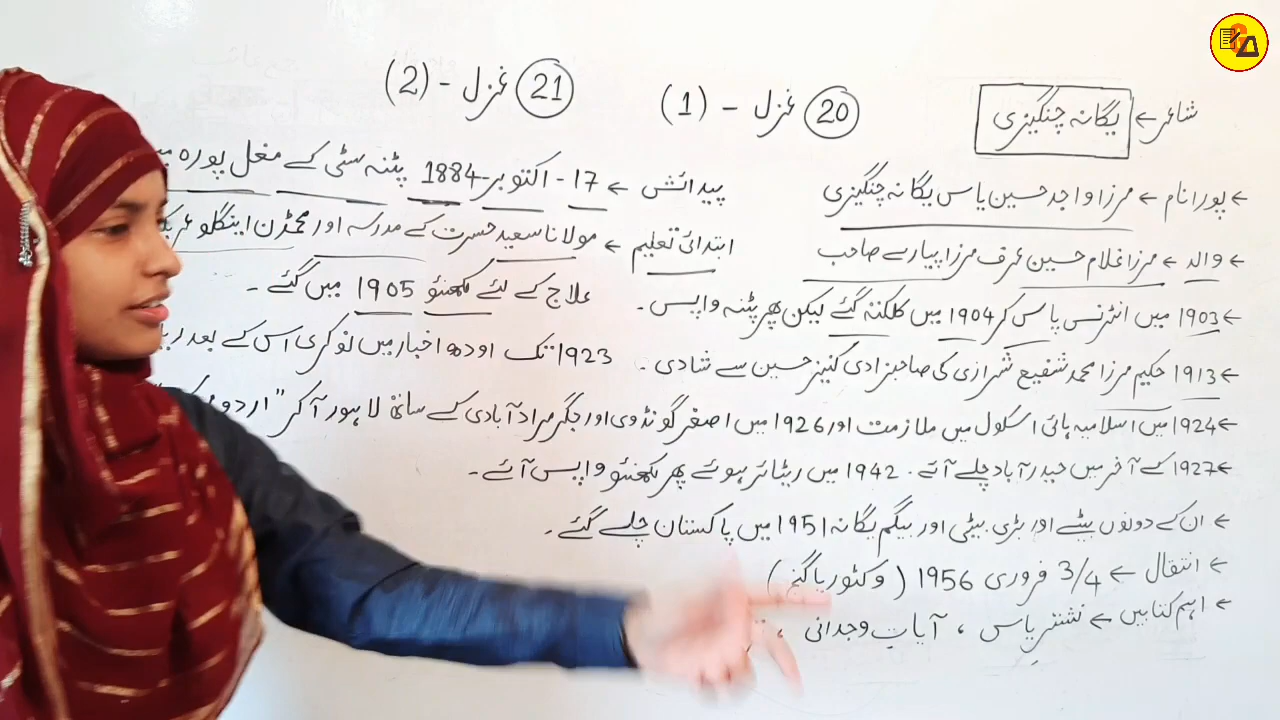 شاعر ← یگانہ چنگیزی
20 غزل - (1)
21 غزل - (2)
← پورا نام ← مرزا واجد حسین یاس یگانہ چنگیزی
پیدائش ← 17 - اکتوبر - 1884 پٹنہ سٹی کے مغل پورہ
← والد ← مرزا غلام حسین عرف مرزا پیارے صاحب
ابتدائی تعلیم ← مولانا سعید حسرت کے مدرسہ اور محمڈن اینگلو
← 1903 میں انٹرنس پاس کر 1904 میں کلکتہ گئے لیکن پھر پٹنہ واپس ۔
علاج کے لئے لکھنئو 1905 میں گئے ۔
← 1913 حکیم مرزا محمد شفیع شرازی کی صاحبزادی کنیز حسین سے شادی ۔
1923 تک اودھ اخبار میں نوکری اس کے بعد
← 1924 میں اسلامیہ ہائی اسکول میں ملازمت اور 1926 میں اصغر گونڈوی اور جگر مراد آبادی کے ساتھ لاہور آ کر "اردو
← 1927 کے آخر میں حیدرآباد چلے آئے ۔ 1942 میں ریٹائر ہوئے پھر لکھنئو واپس آئے ۔
← ان کے دونوں بیٹے اور بڑی بیٹی اور بیگم یگانہ 1951 میں پاکستان چلے گئے ۔
← انتقال ← 3/4 فروری 1956 (وکٹوریا گنج)
← اہم کتابیں ← نشترِ یاس ، آیاتِ وجدانی ،